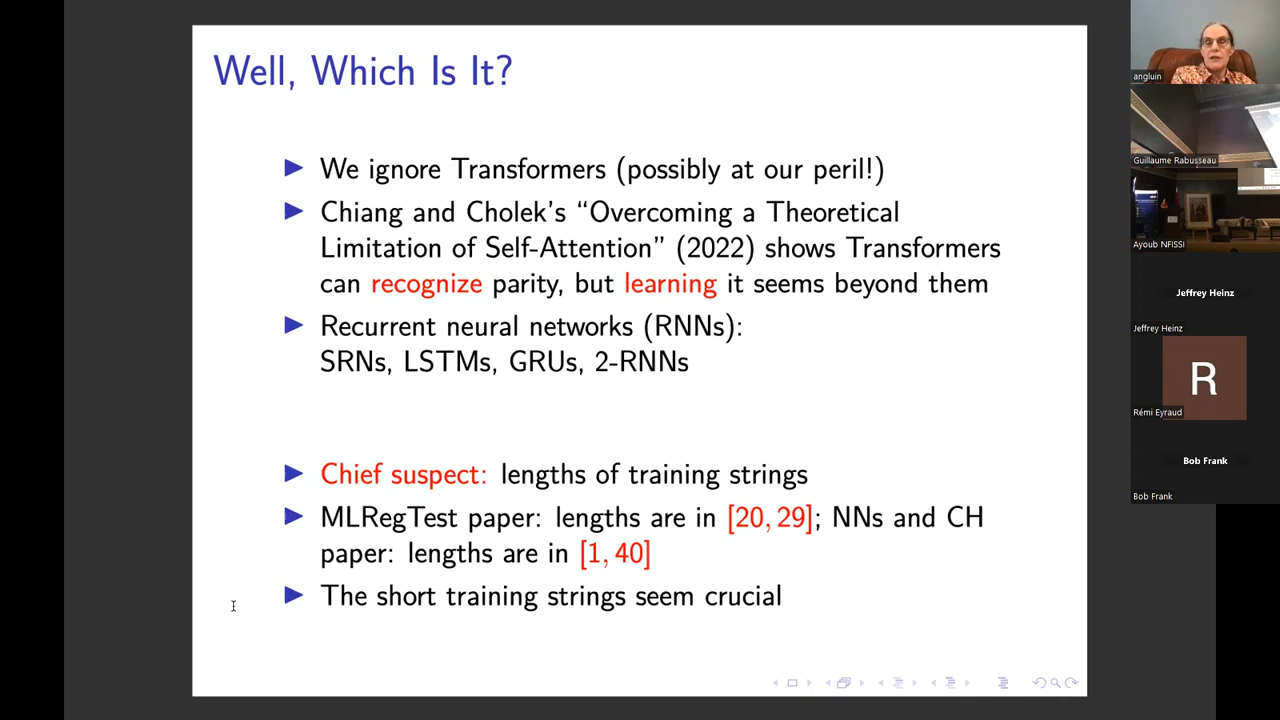 Well, Which Is It?
We ignore Transformers (possibly at our peril!)
Chiang and Cholek's “Overcoming a Theoretical
Limitation of Self-Attention” (2022) shows Transformers
can recognize parity, but learning it seems beyond them
Recurrent neural networks (RNNs):
SRNs, LSTMs, GRUs, 2-RNNs
Chief suspect: lengths of training strings
MLRegTest paper: lengths are in [20, 29]; NNs and CH
paper: lengths are in [1, 40]
The short training strings seem crucial
angluin
Guillaume Rabusseau
Ayoub NFISSI
Jeffrey Heinz
Jeffrey Heinz
R
Rémi Eyraud
Bob Frank
Bob Frank